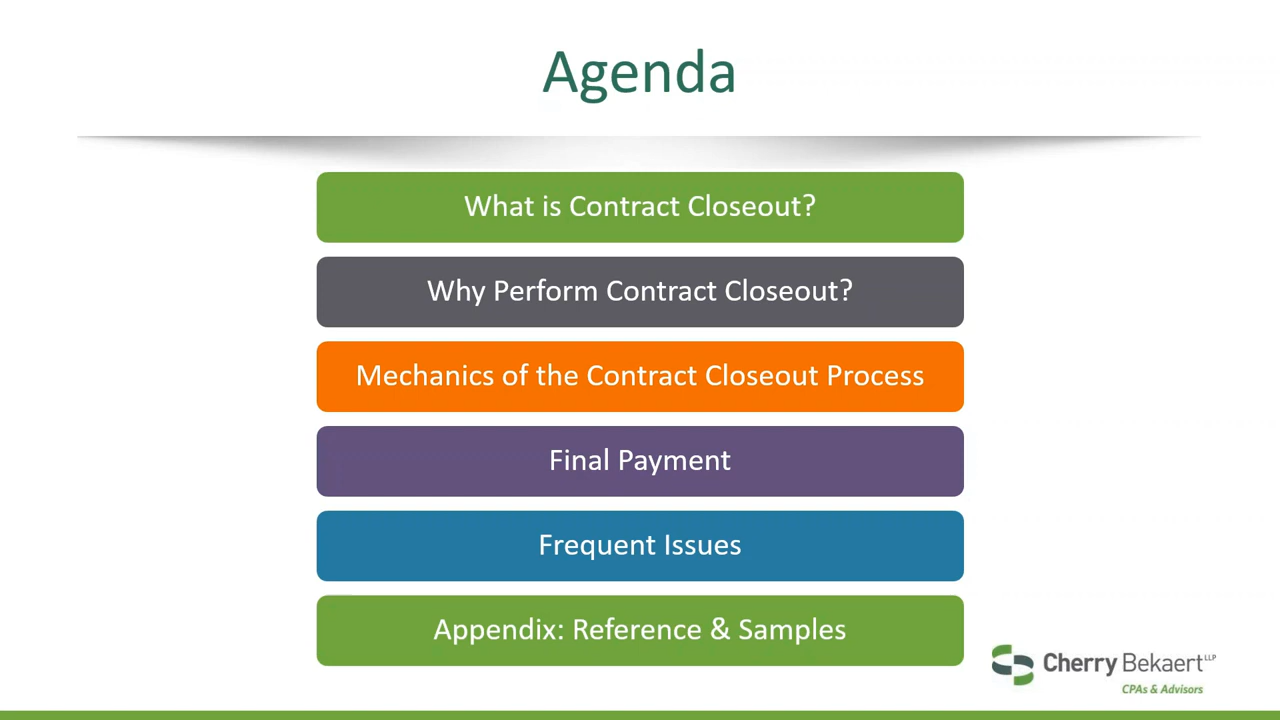 Agenda
What is Contract Closeout?
Why Perform Contract Closeout?
Mechanics of the Contract Closeout Process
Final Payment
Frequent Issues
Appendix: Reference & Samples
Cherry Bekaert LLP
CPAs & Advisors